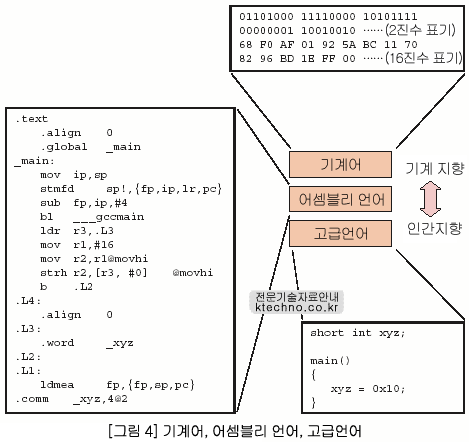 01101000 11110000 10101111
00000001 10010010 ······(2진수 표기)
68 F0 AF 01 92 5A BC 11 70
82 96 BD 1E FF 00 ······(16진수 표기)
.text
.align 0
.global _main
_main:
mov ip,sp
stmfd sp!,{fp,ip,lr,pc}
sub fp,ip,#4
bl ___gccmain
ldr r3,.L3
mov r1,#16
mov r2,r1@movhi
strh r2,[r3, #0] @movhi
b .L2
.L4:
.align 0
.L3:
.word _xyz
.L2:
.L1:
ldmea fp,{fp,sp,pc}
.comm _xyz,4@2
기계어
어셈블리 언어
고급언어
기계 지향
인간지향
전문기술자료안내
ktechno.co.kr
short int xyz;
main()
{
xyz = 0x10;
}
[그림 4] 기계어, 어셈블리 언어, 고급언어